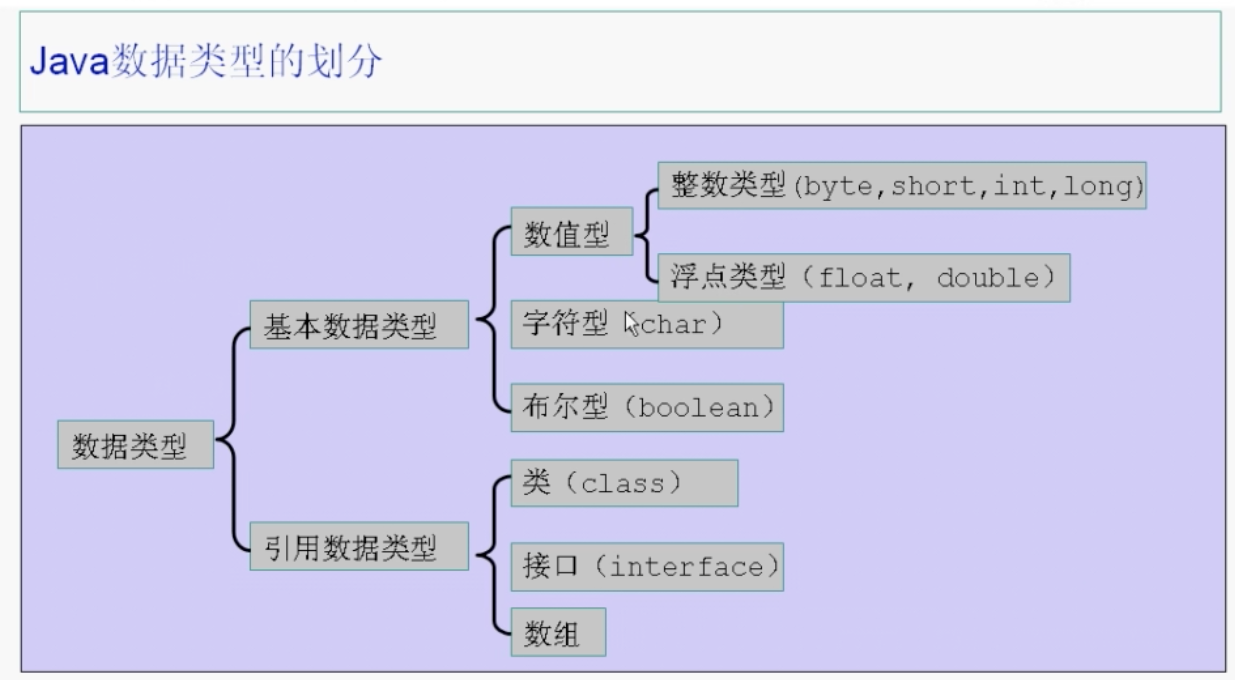 Java数据类型的划分
整数类型(byte,short,int,long)
数值型
浮点类型（float, double）
基本数据类型
字符型 char）
布尔型（boolean）
数据类型
类（class）
引用数据类型
接口（interface）
数组